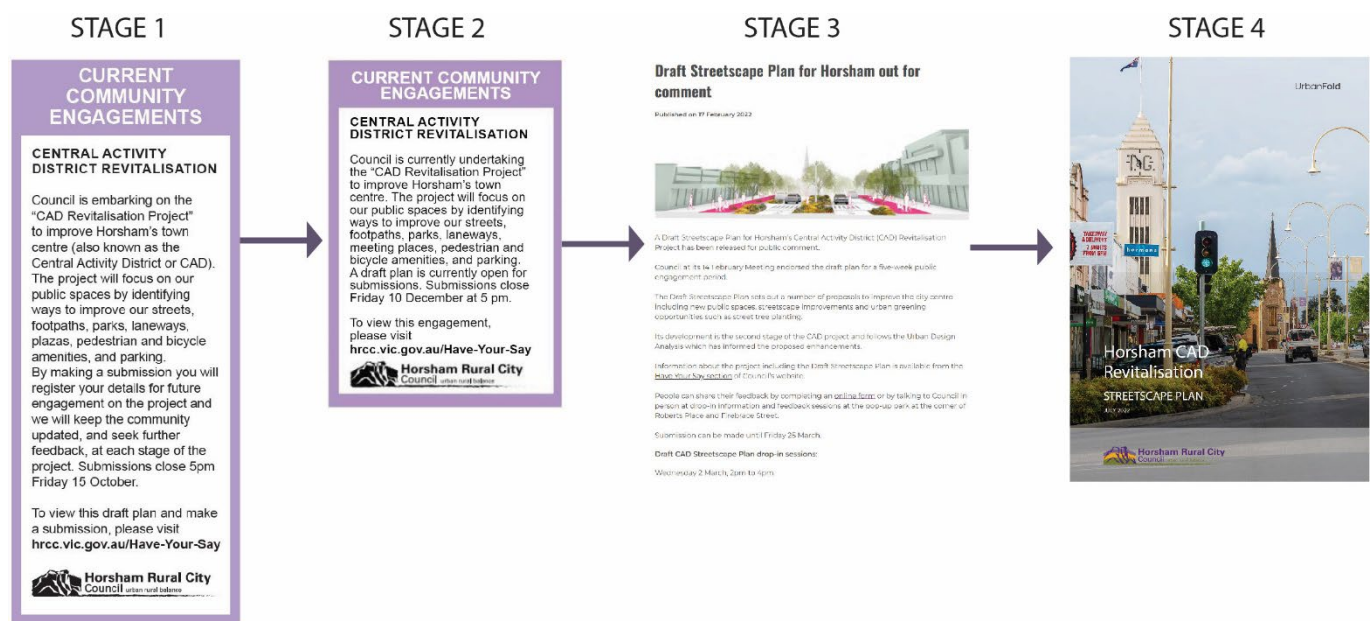 STAGE 1
CURRENT
COMMUNITY
ENGAGEMENTS
CENTRAL ACTIVITY
DISTRICT REVITALISATION
Council is embarking on the
“CAD Revitalisation Project”
to improve Horsham’s town
centre (also known as the
Central Activity District or CAD).
The project will focus on our
public spaces by identifying
ways to improve our streets,
footpaths, parks, laneways,
plazas, pedestrian and bicycle
amenities, and parking.
By making a submission you will
register your details for future
engagement on the project and
we will keep the community
updated, and seek further
feedback, at each stage of the
project. Submissions close 5pm
Friday 15 October.
To view this draft plan and make
a submission, please visit
hrcc.vic.gov.au/Have-Your-Say
Horsham Rural City
Council urban rural balance
STAGE 2
CURRENT COMMUNITY
ENGAGEMENTS
CENTRAL ACTIVITY
DISTRICT REVITALISATION
Council is currently undertaking
the “CAD Revitalisation Project”
to improve Horsham’s town
centre. The project will focus on
our public spaces by identifying
ways to improve our streets,
footpaths, parks, laneways,
meeting places, pedestrian and
bicycle amenities, and parking.
A draft plan is currently open for
submissions. Submissions close
Friday 10 December at 5 pm.
To view this engagement,
please visit
hrcc.vic.gov.au/Have-Your-Say
Horsham Rural City
Council urban rural balance
STAGE 3
Draft Streetscape Plan for Horsham out for
comment
Published on 17 February 2022
A Draft Streetscape Plan for Horsham's Central Activity District (CAD) Revitalisation
Project has been released for public comment.
Council at its 14 February Meeting endorsed the draft plan for a five-week public
engagement period.
The Draft Streetscape Plan sets out a number of proposals to improve the city centre
including new public spaces, streetscape improvements and urban greening
opportunities such as street tree planting.
Its development is the second stage of the CAD project and follows the Urban Design
Analysis which has informed the proposed enhancements.
Information about the project including the Draft Streetscape Plan is available from the
Have Your Say section of Council's website.
People can share their feedback by completing an online form or by talking to Council in
person at drop-in information and feedback sessions at the pop-up park at the corner of
Roberts Place and Firebrace Street.
Submission can be made until Friday 25 March.
Draft CAD Streetscape Plan drop-in sessions:
Wednesday 2 March, 2pm to 4pm
STAGE 4
UrbanFold
T&G
TAKEAWAY
& DELIVERY
7 NIGHTS
bormans
Horsham CAD
Revitalisation
STREETSCAPE PLAN
JULY 2022
Horsham Rural City
Council